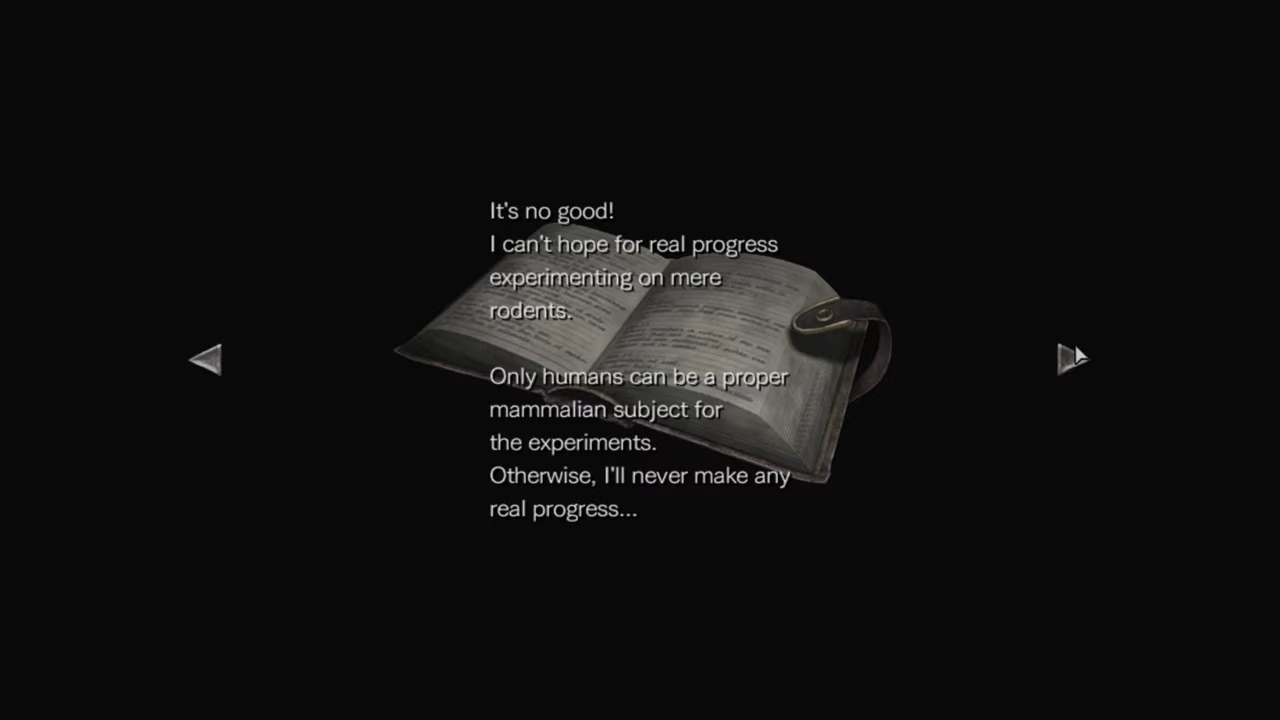 It's no good!
I can't hope for real progress
experimenting on mere
rodents.
Only humans can be a proper
mammalian subject for
the experiments.
Otherwise, I'll never make any
real progress...